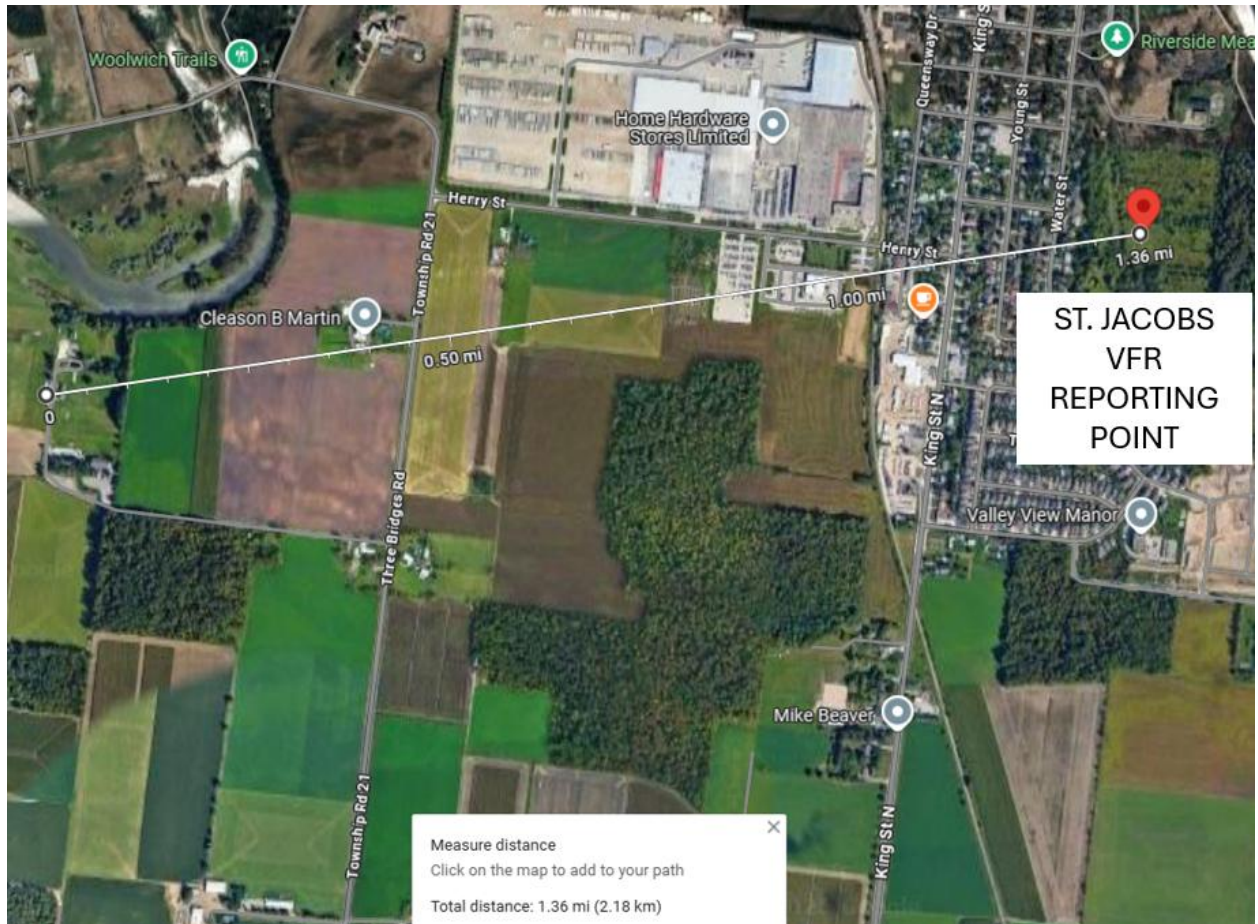 Woolwich Trails
Home Hardware
Stores Limited
Queensway Dr
King S
Young St
Water St
Riverside Mea
Henry St
Henry St
Township Rd 21
1.36 mi
1.00 mi
Cleason B Martin
0.50 mi
0
ST. JACOBS
VFR
REPORTING
POINT
King St N
Valley View Manor
Three Bridges Rd
Mike Beaver
Township Rd 21
King St N
Measure distance
Click on the map to add to your path
Total distance: 1.36 mi (2.18 km)